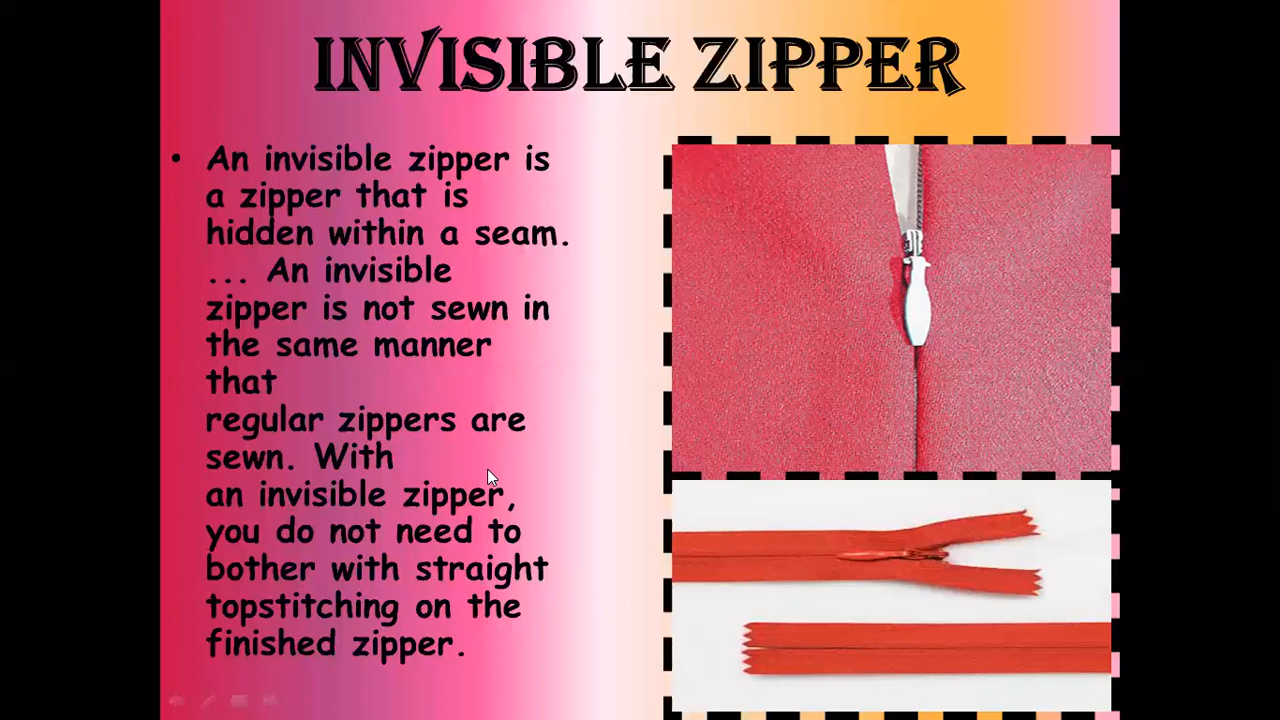 INVISIBLE ZIPPER
• An invisible zipper is
a zipper that is
hidden within a seam.
... An invisible
zipper is not sewn in
the same manner
that
regular zippers are
sewn. With
an invisible zipper,
you do not need to
bother with straight
topstitching on the
finished zipper.